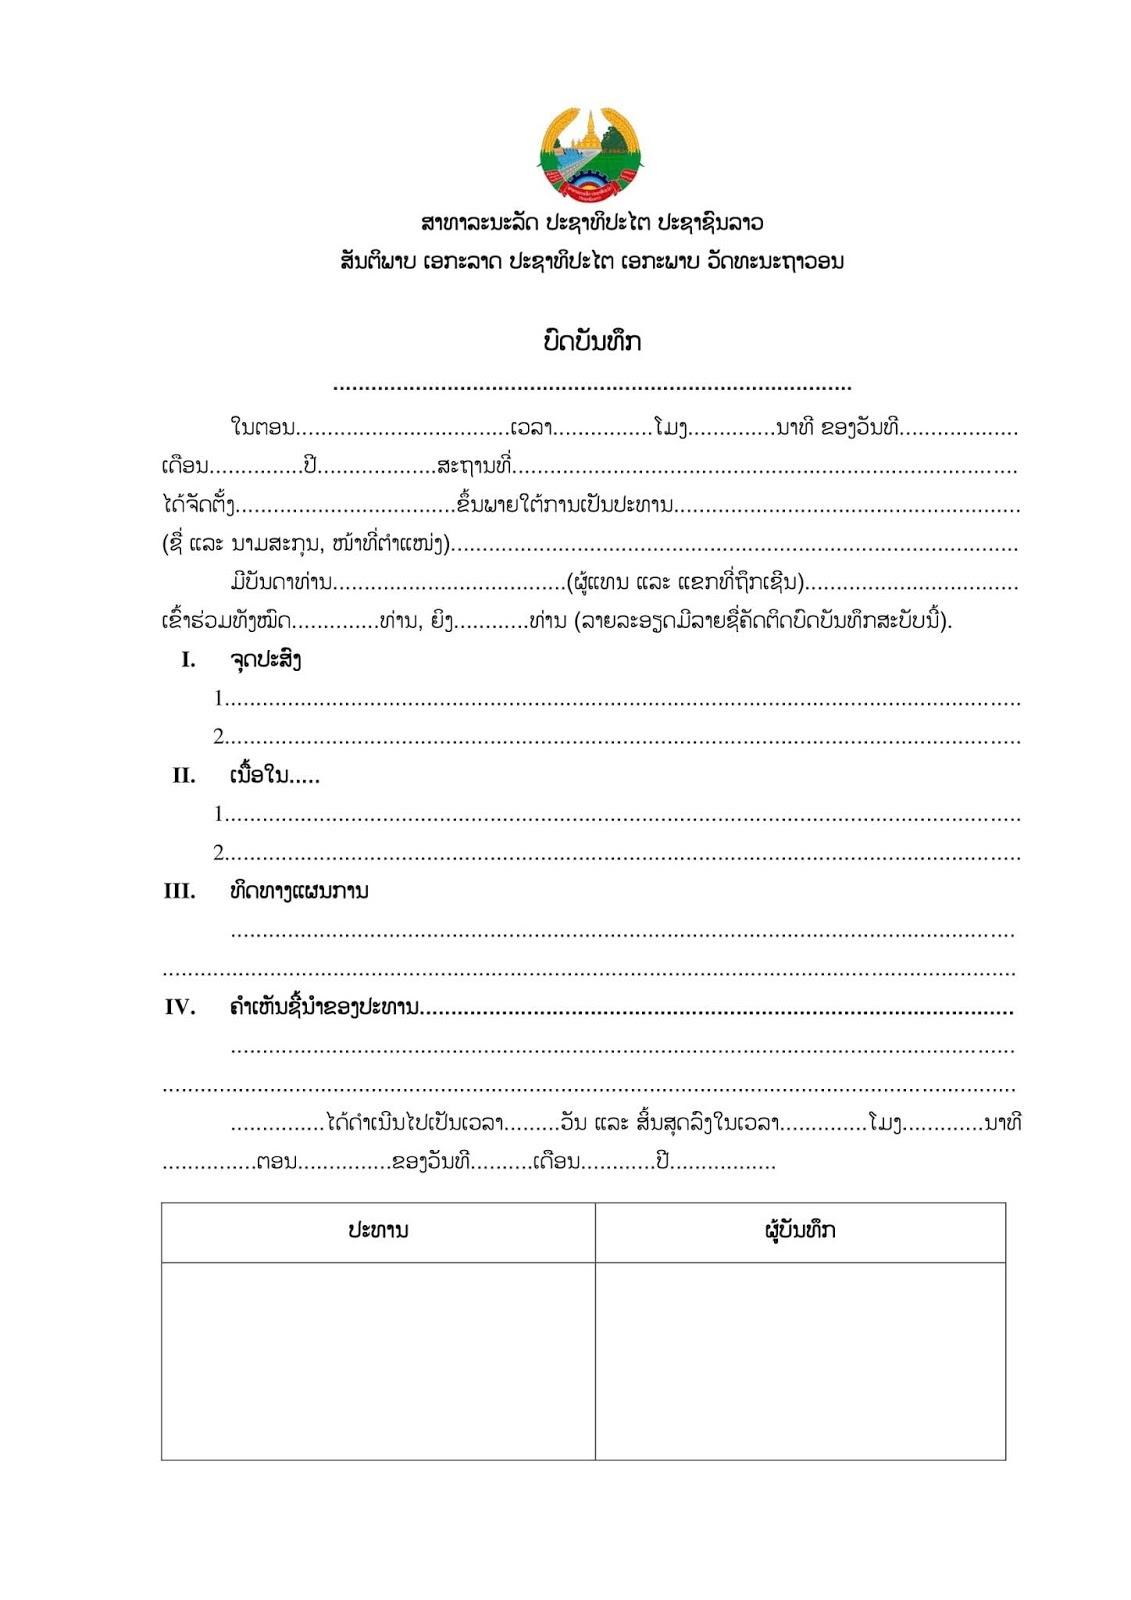 ສາທາລະນະລັດ ປະຊາທິປະໄຕ ປະຊາຊົນລາວ
ສັນຕິພາບ ເອກະລາດ ປະຊາທິປະໄຕ ເອກະພາບ ວັດທະນະຖາວອນ
ບົດບັນທຶກ
..................................................................................
ໃນຕອນ..................................ເວລາ................ໂມງ..............ນາທີ ຂອງວັນທີ...................
ເດືອນ...............ປີ...................ສະຖານທີ່.................................................................................
ໄດ້ຈັດຕັ້ງ...................................ຂຶ້ນພາຍໃຕ້ການເປັນປະທານ.......................................................
(ຊື່ ແລະ ນາມສະກຸນ, ໜ້າທີ່ຕຳແໜ່ງ)...........................................................................................
ມີບັນດາທ່ານ.....................................(ຜູ້ແທນ ແລະ ແຂກທີ່ຖຶກເຊີນ)..................................
ເຂົ້າຮ່ວມທັງໝົດ..............ທ່ານ, ຍິງ............ທ່ານ (ລາຍລະອຽດມີລາຍຊື່ຄັດຕິດບົດບັນທຶກສະບັບນີ້).
I. ຈຸດປະສົງ
1...............................................................................................................................
2...............................................................................................................................
II. ເນື້ອໃນ.....
1...............................................................................................................................
2...............................................................................................................................
III. ທິດທາງແຜນການ
.............................................................................................................................
........................................................................................................................................
IV. ຄຳເຫັນຊີ້ນຳຂອງປະທານ..............................................................................................
.............................................................................................................................
........................................................................................................................................
...............ໄດ້ດຳເນີນໄປເປັນເວລາ.........ວັນ ແລະ ສິ້ນສຸດລົງໃນເວລາ..............ໂມງ.............ນາທີ
...............ຕອນ...............ຂອງວັນທີ..........ເດືອນ............ປີ.................
ປະທານ ຜູ້ບັນທຶກ